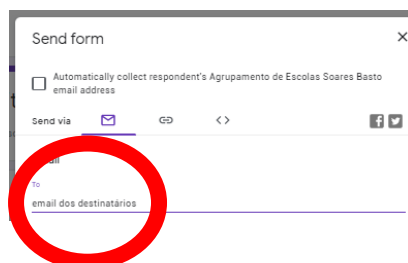 Send form
Automatically collect respondent's Agrupamento de Escolas Soares Basto
email address
Send via
To
email dos destinatários